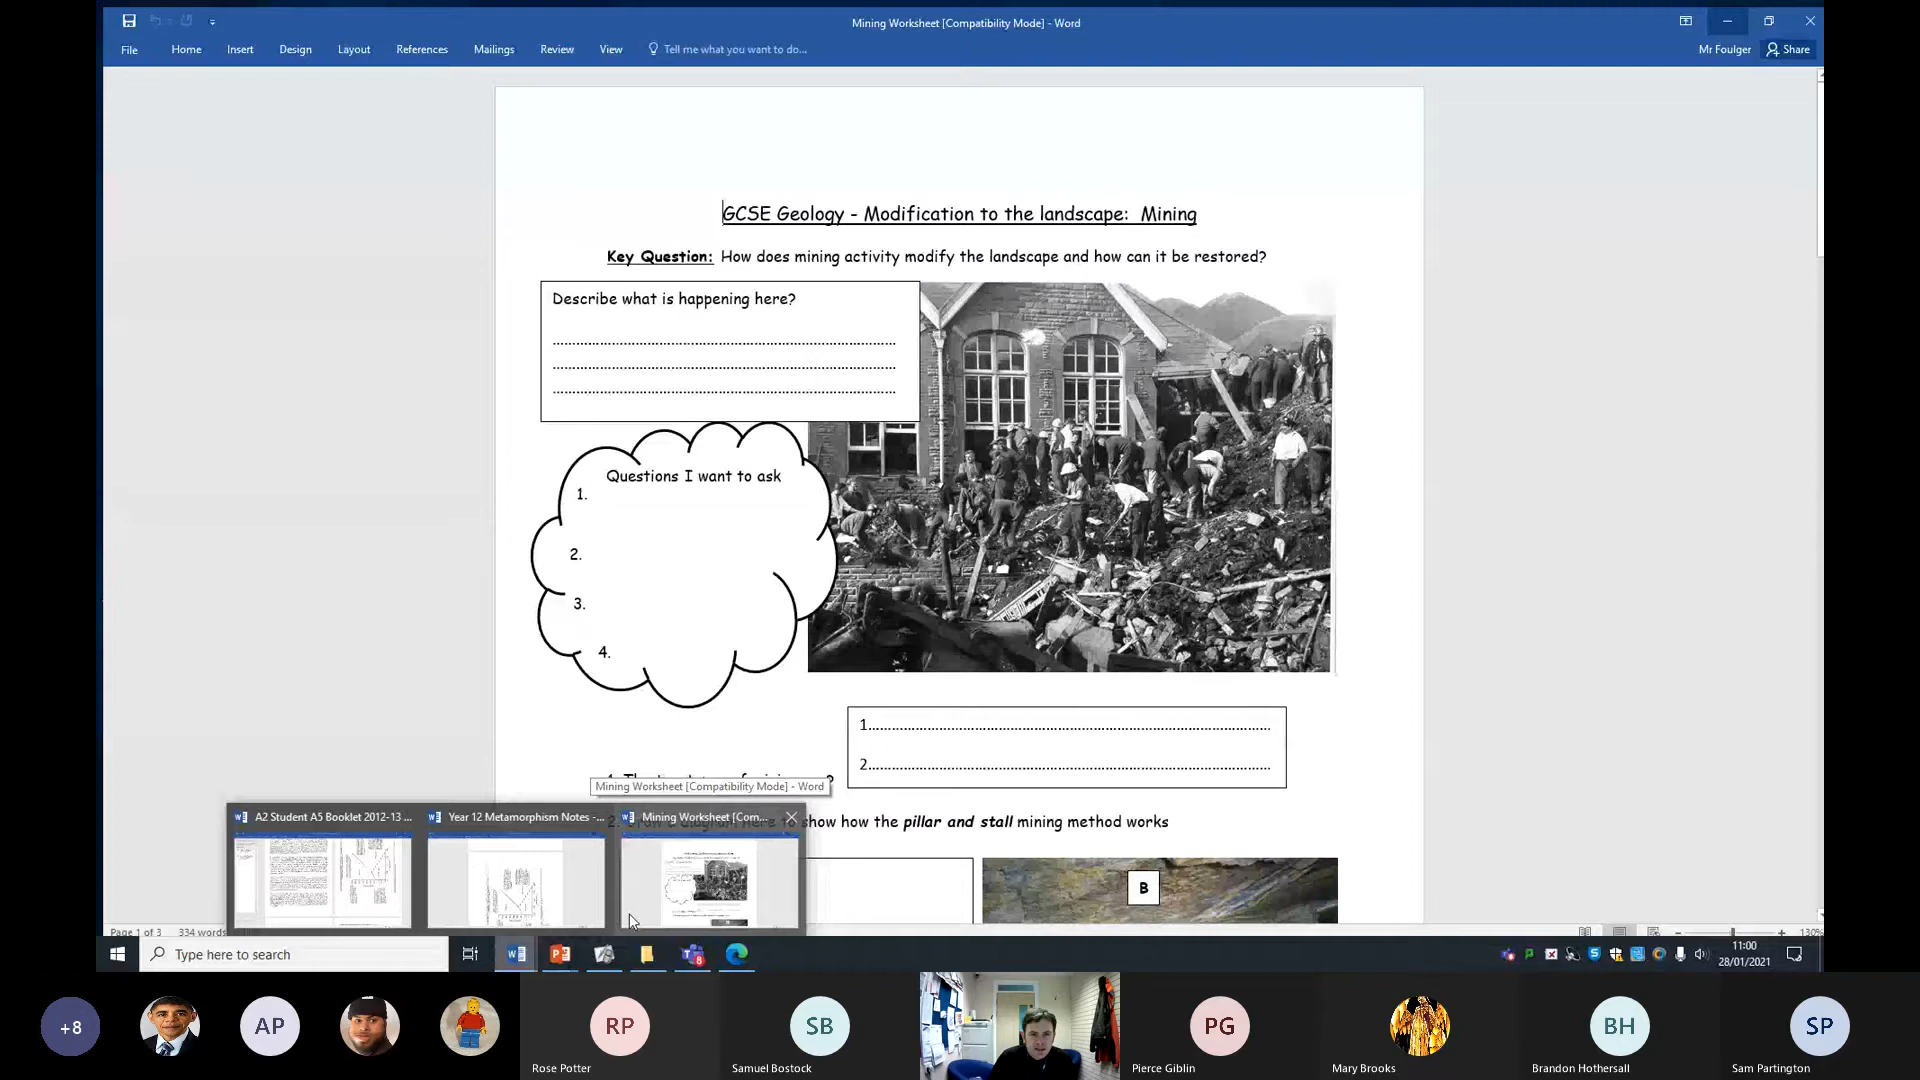 Mining Worksheet [Compatibility Mode] - Word
File Home Insert Design Layout References Mailings Review View Tell me what you want to do...
Mr Foulger Share
GCSE Geology - Modification to the landscape: Mining
Key Question: How does mining activity modify the landscape and how can it be restored?
Describe what is happening here?
Questions I want to ask
1.
2.
3.
4.
1.
2.
Mining Worksheet [Compatibility Mode] - Word
show how the pillar and stall mining method works
B
A2 Student A5 Booklet 2012-13 ...
Year 12 Metamorphism Notes -...
Mining Worksheet [Com...
Page 1 of 3 334 words
130%
Type here to search
11:00
28/01/2021
+8
AP
RP
SB
PG
BH
SP
Rose Potter
Samuel Bostock
Pierce Giblin
Mary Brooks
Brandon Hothersall
Sam Partington